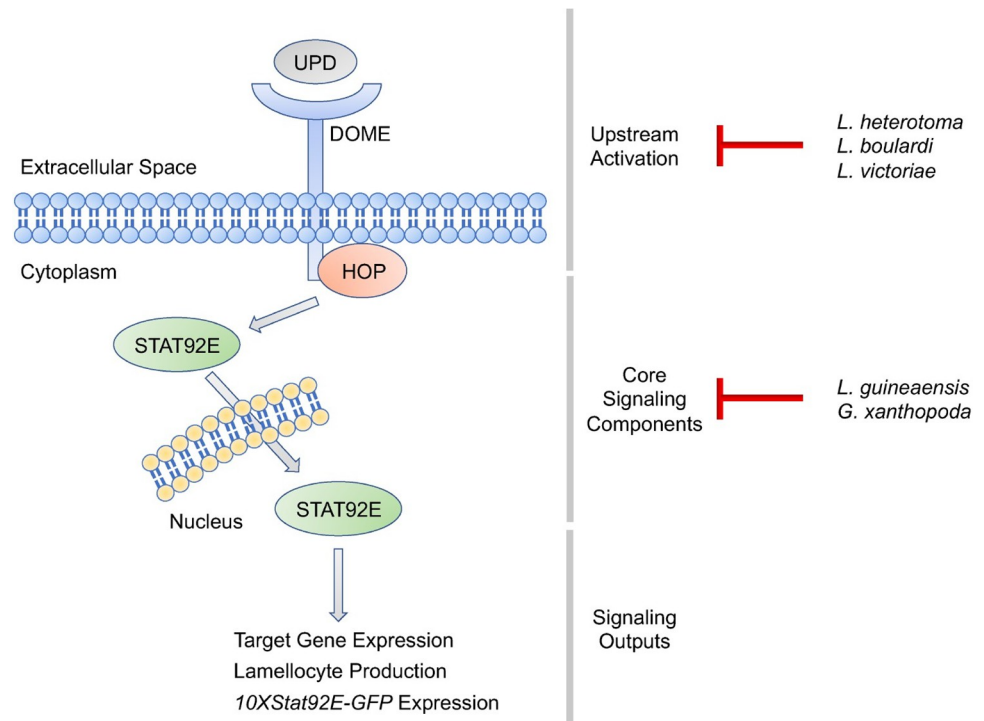 UPD
DOME
Extracellular Space
Cytoplasm
HOP
STAT92E
Nucleus
STAT92E
Target Gene Expression
Lamellocyte Production
10XStat92E-GFP Expression
Upstream
Activation
L. heterotoma
L. boulardi
L. victoriae
Core
Signaling
Components
L. guineaensis
G. xanthopoda
Signaling
Outputs